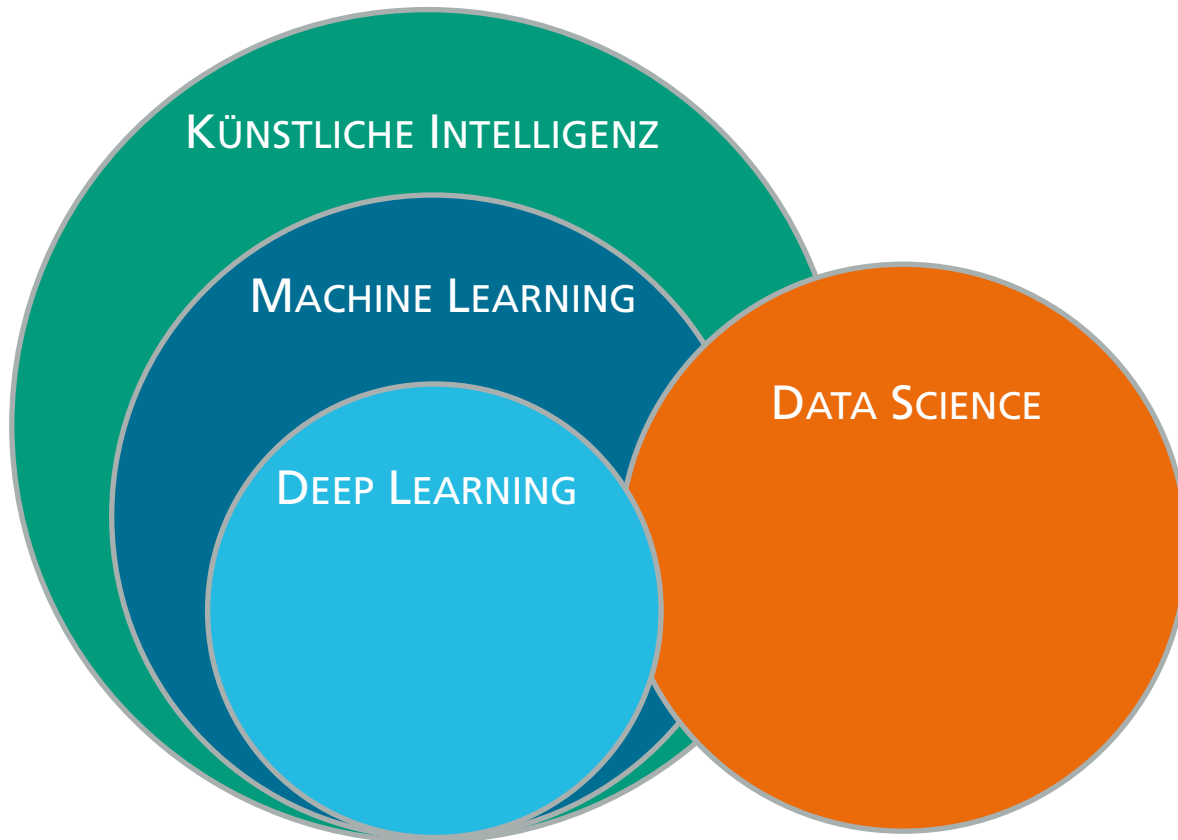 Künstliche Intelligenz
Machine Learning
Data Science
Deep Learning